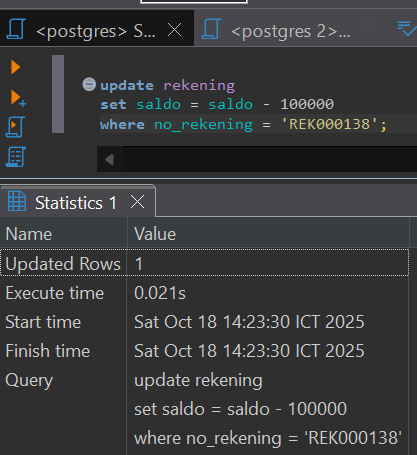 <postgres> S...
<postgres 2>...
update rekening
set saldo = saldo - 100000
where no_rekening = 'REK000138';
Statistics 1
Name Value
Updated Rows 1
Execute time 0.021s
Start time Sat Oct 18 14:23:30 ICT 2025
Finish time Sat Oct 18 14:23:30 ICT 2025
Query update rekening
set saldo = saldo - 100000
where no_rekening = 'REK000138'